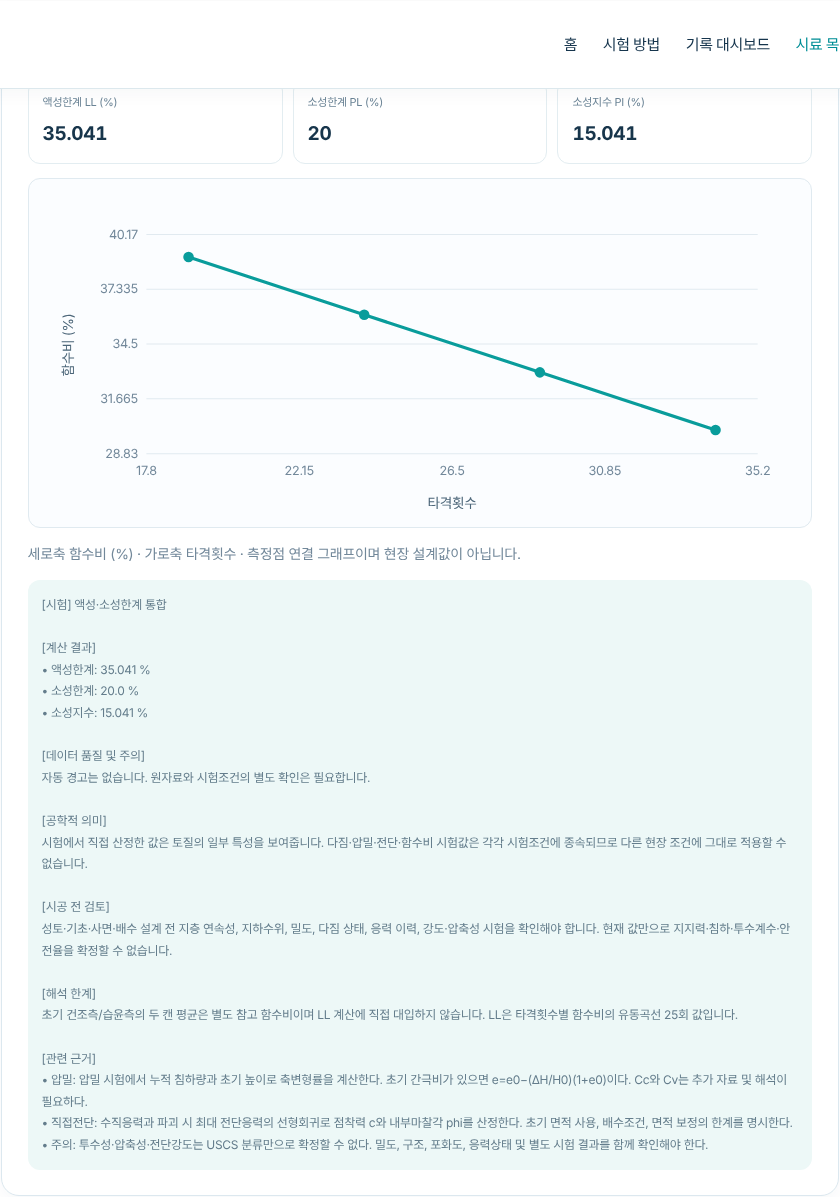 홈 시험 방법 기록 대시보드 시료 목
액성한계 LL (%) 소성한계 PL (%) 소성지수 PI (%)
35.041 20 15.041
40.17
37.335
34.5
31.665
28.83
함수비 (%)
17.8 22.15 26.5 30.85 35.2
타격횟수
세로축 함수비 (%) · 가로축 타격횟수 · 측정점 연결 그래프이며 현장 설계값이 아닙니다.
[시험] 액성·소성한계 통합
[계산 결과]
• 액성한계: 35.041 %
• 소성한계: 20.0 %
• 소성지수: 15.041 %
[데이터 품질 및 주의]
자동 경고는 없습니다. 원자료와 시험조건의 별도 확인은 필요합니다.
[공학적 의미]
시험에서 직접 산정한 값은 토질의 일부 특성을 보여줍니다. 다짐·압밀·전단·함수비 시험값은 각각 시험조건에 종속되므로 다른 현장 조건에 그대로 적용할 수
없습니다.
[시공 전 검토]
성토·기초·사면·배수 설계 전 지층 연속성, 지하수위, 밀도, 다짐 상태, 응력 이력, 강도·압축성 시험을 확인해야 합니다. 현재 값만으로 지지력·침하·투수계수·안
전율을 확정할 수 없습니다.
[해석 한계]
초기 건조측/습윤측의 두 캔 평균은 별도 참고 함수비이며 LL 계산에 직접 대입하지 않습니다. LL은 타격횟수별 함수비의 유동곡선 25회 값입니다.
[관련 근거]
• 압밀: 압밀 시험에서 누적 침하량과 초기 높이로 축변형률을 계산한다. 초기 간극비가 있으면 e=e0−(ΔH/H0)(1+e0)이다. Cc와 Cv는 추가 자료 및 해석이
필요하다.
• 직접전단: 수직응력과 파괴 시 최대 전단응력의 선형회귀로 점착력 c와 내부마찰각 phi를 산정한다. 초기 면적 사용, 배수조건, 면적 보정의 한계를 명시한다.
• 주의: 투수성·압축성·전단강도는 USCS 분류만으로 확정할 수 없다. 밀도, 구조, 포화도, 응력상태 및 별도 시험 결과를 함께 확인해야 한다.